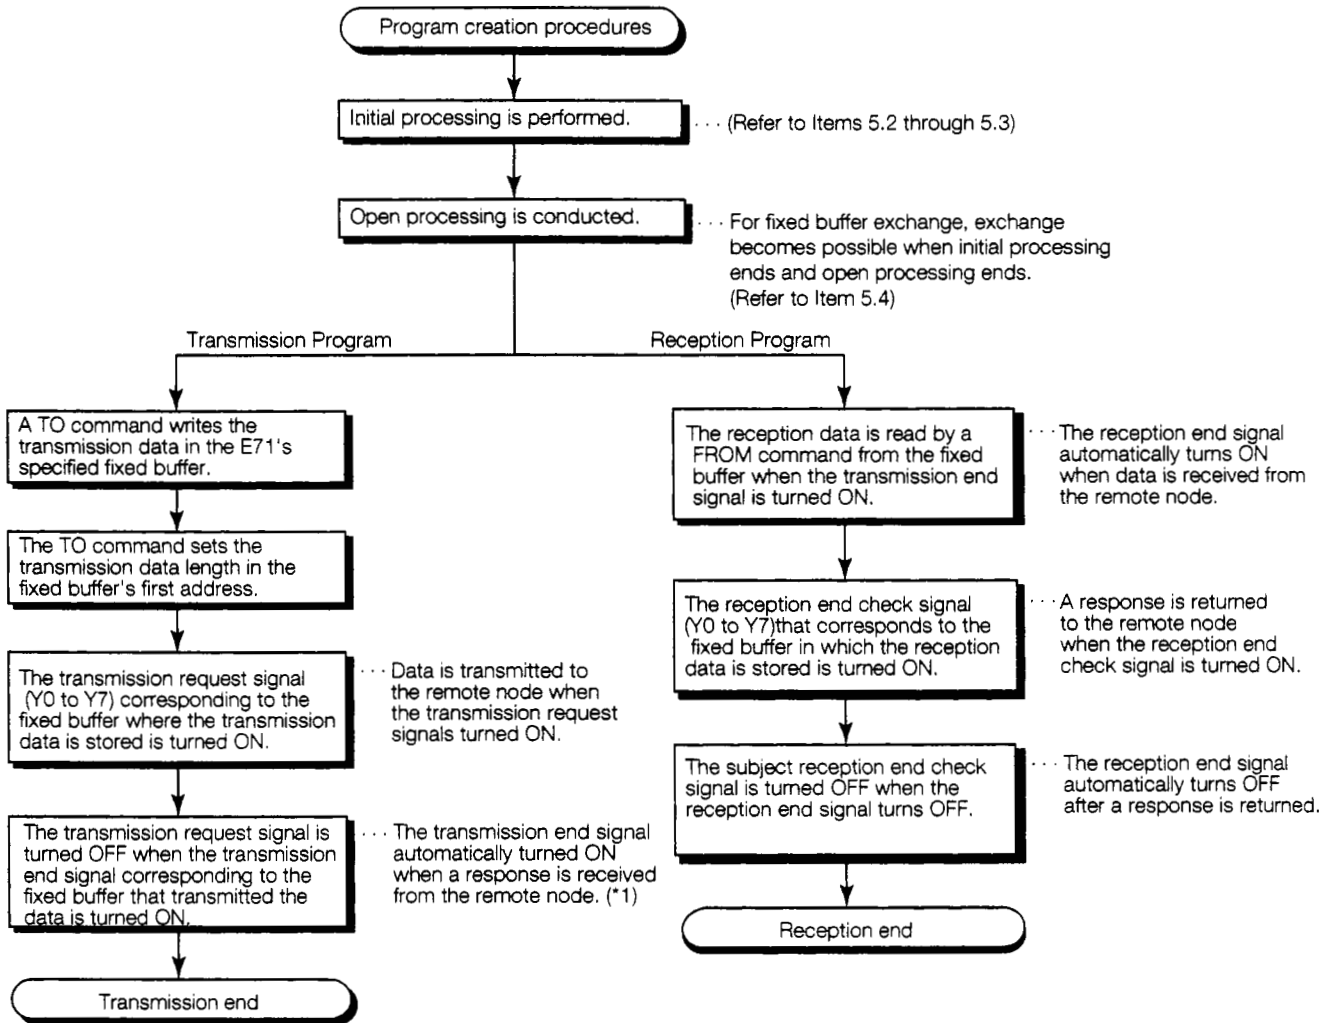 Program creation procedures
Initial processing is performed.
··· (Refer to Items 5.2 through 5.3)
Open processing is conducted.
··· For fixed buffer exchange, exchange
becomes possible when initial processing
ends and open processing ends.
(Refer to Item 5.4)
Transmission Program
Reception Program
A TO command writes the
transmission data in the E71's
specified fixed buffer.
The TO command sets the
transmission data length in the
fixed buffer's first address.
The transmission request signal
(Y0 to Y7) corresponding to the
fixed buffer where the transmission
data is stored is turned ON.
··· Data is transmitted to
the remote node when
the transmission request
signals turned ON.
The transmission request signal is
turned OFF when the transmission
end signal corresponding to the
fixed buffer that transmitted the
data is turned ON.
··· The transmission end signal
automatically turned ON
when a response is received
from the remote node. (*1)
Transmission end
The reception data is read by a
FROM command from the fixed
buffer when the transmission end
signal is turned ON.
··· The reception end signal
automatically turns ON
when data is received from
the remote node.
The reception end check signal
(Y0 to Y7)that corresponds to the
fixed buffer in which the reception
data is stored is turned ON.
··· A response is returned
to the remote node
when the reception end
check signal is turned ON.
The subject reception end check
signal is turned OFF when the
reception end signal turns OFF.
··· The reception end signal
automatically turns OFF
after a response is returned.
Reception end